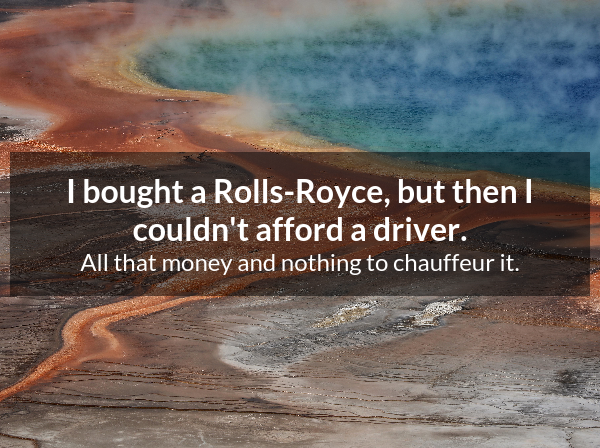 I bought a Rolls-Royce, but then I
couldn't afford a driver.
All that money and nothing to chauffeur it.